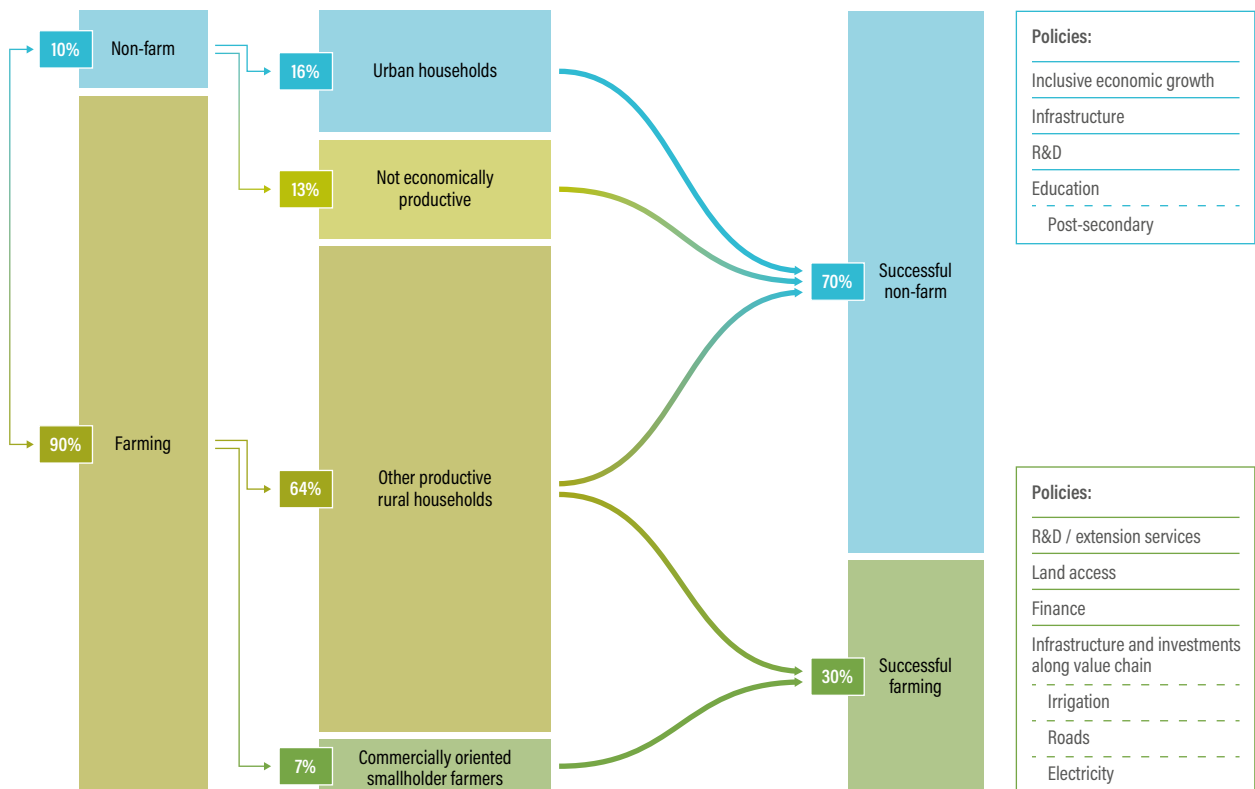 10%
Non-farm
90%
Farming
16%
Urban households
13%
Not economically
productive
64%
Other productive
rural households
7%
Commercially oriented
smallholder farmers
70%
Successful
non-farm
30%
Successful
farming
Policies:
Inclusive economic growth
Infrastructure
R&D
Education
Post-secondary
Policies:
R&D / extension services
Land access
Finance
Infrastructure and investments
along value chain
Irrigation
Roads
Electricity